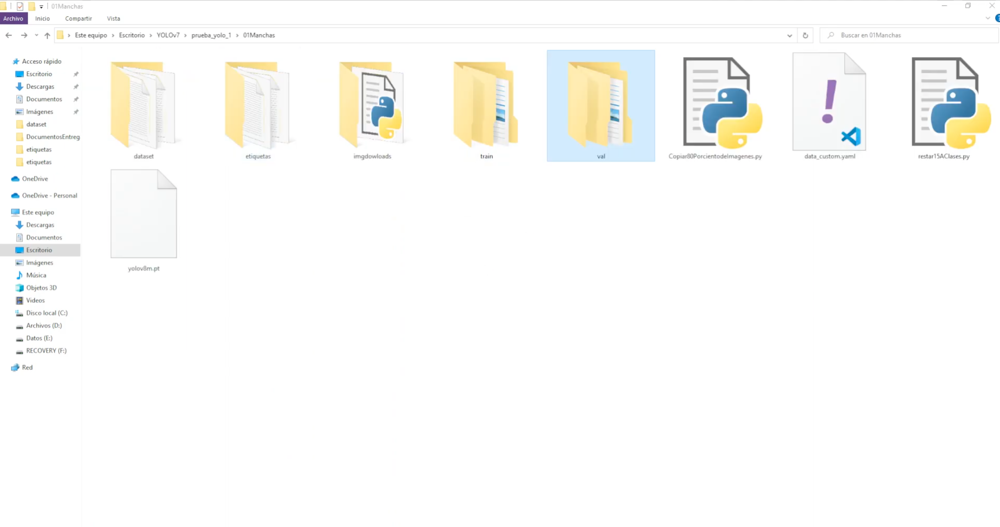 01Manchas
Archivo Inicio Compartir Vista
Este equipo Escritorio YOLOv7 prueba_yolo_1 01Manchas
Buscar en 01Manchas
Acceso rápido
Escritorio
Descargas
Documentos
Imágenes
dataset
DocumentosEntreg
etiquetas
etiquetas
OneDrive
OneDrive - Personal
Este equipo
Descargas
Documentos
Escritorio
Imágenes
Música
Objetos 3D
Videos
Disco local (C:)
Archivos (D:)
Datos (E:)
RECOVERY (F:)
Red
dataset etiquetas imgdowloads train val Copiar80PorcientodeImagenes.py data_custom.yaml restar15AClases.py
yolov8m.pt